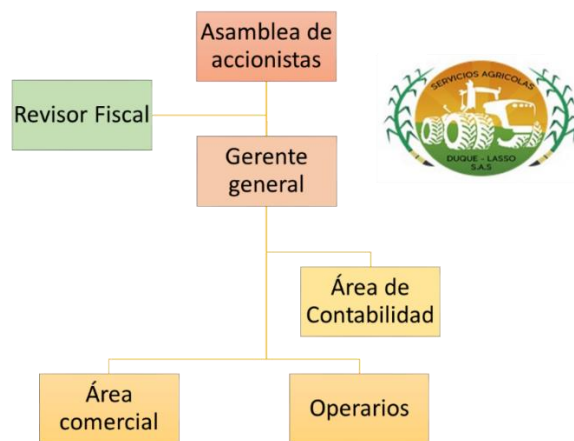 Asamblea de
accionistas
Revisor Fiscal
Gerente
general
SERVICIOS AGRICOLAS
DUQUE - LASSO
S.A.S
Área de
Contabilidad
Área
comercial
Operarios